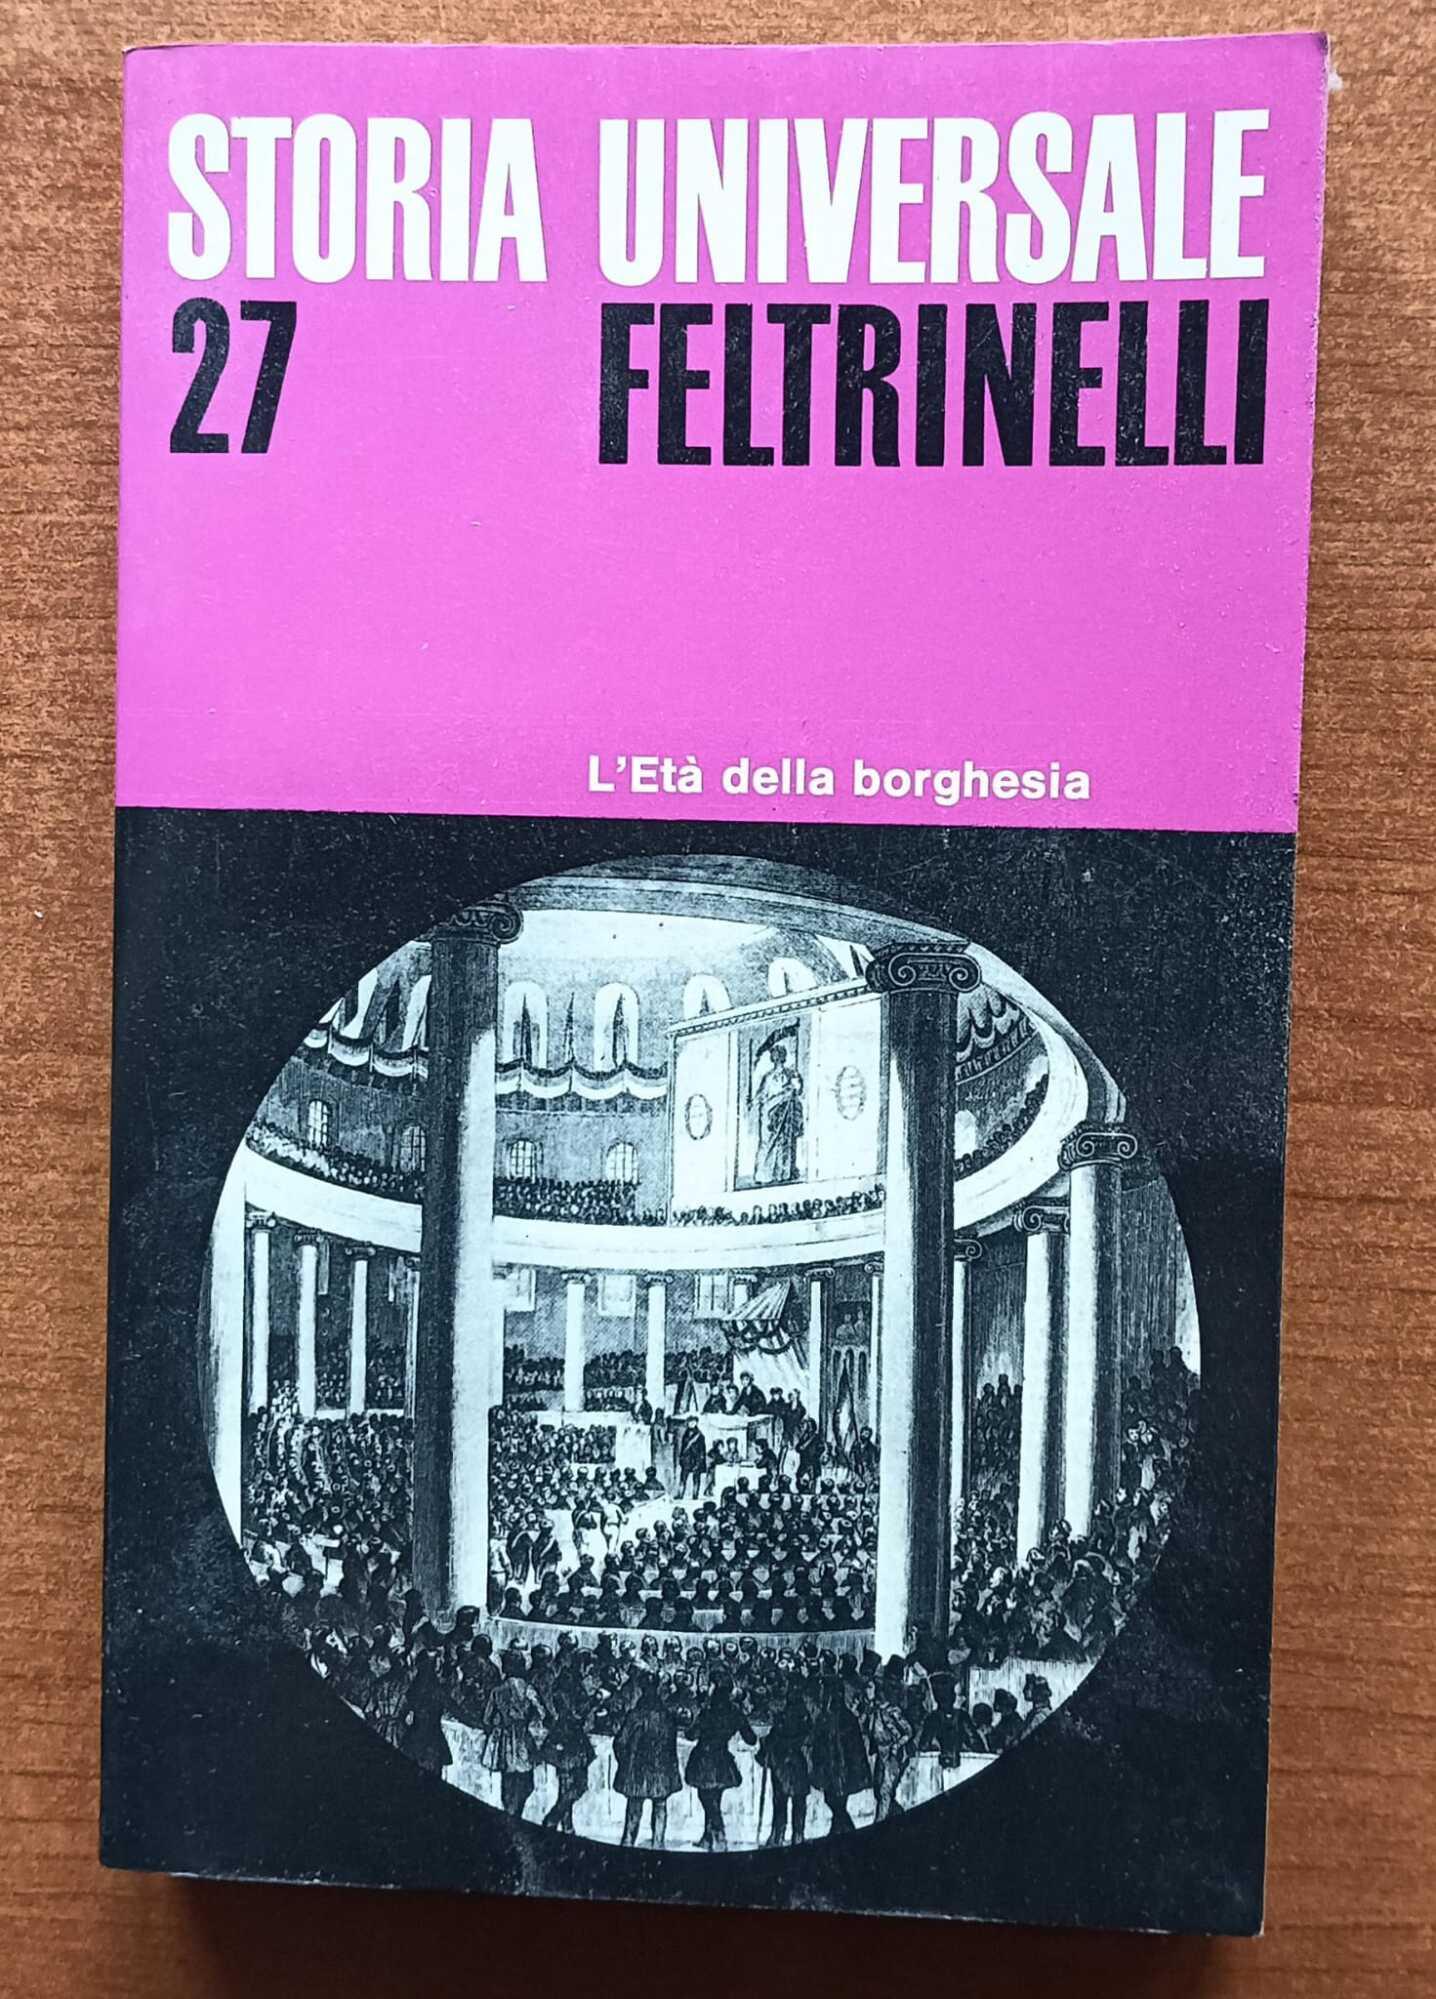 STORIA UNIVERSALE
27 FELTRINELLI
L'Età della borghesia